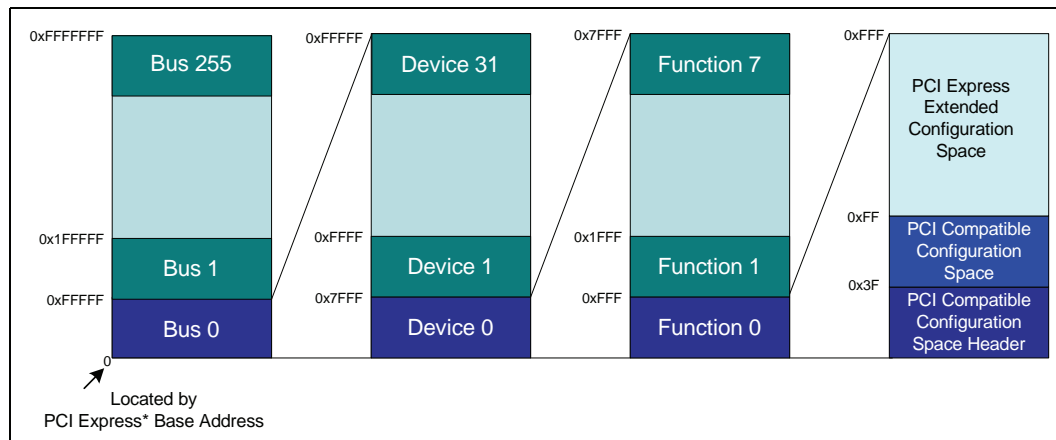 0xFFFFFFF
Bus 255
0x1FFFFF
Bus 1
0xFFFFF
Bus 0
0
Located by
PCI Express* Base Address
0xFFFFF
Device 31
0xFFFF
Device 1
0x7FFF
Device 0
0x7FFF
Function 7
0x1FFF
Function 1
0xFFF
Function 0
0xFFF
PCI Express
Extended
Configuration
Space
0xFF
PCI Compatible
Configuration
Space
0x3F
PCI Compatible
Configuration
Space Header